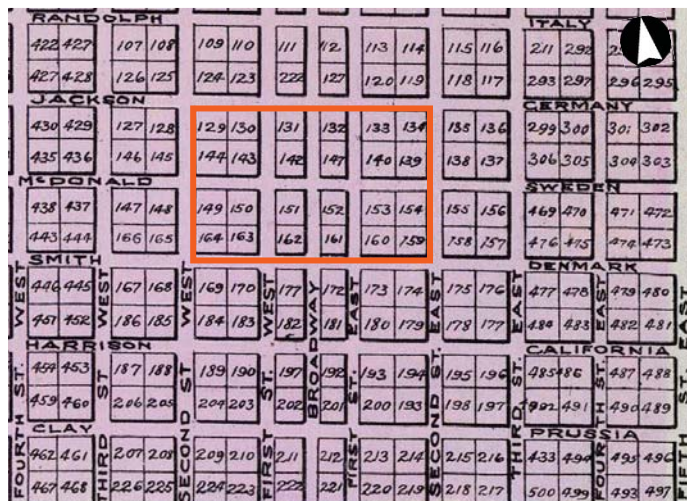 RANDOLPH ITALY
422 427 107 108 109 110 111 112 113 114 115 116 211 292
427 428 126 125 124 123 222 127 120 119 118 117 293 297 296 295
JACKSON GERMANY
430 429 127 128 129 130 131 132 133 134 135 136 299 300 301 302
435 436 146 145 144 143 142 147 140 139 138 137 306 305 304 303
McDONALD SWEDEN
438 437 147 148 149 150 151 152 153 154 155 156 469 470 471 472
443 444 166 165 164 163 162 161 160 159 158 157 476 475 474 473
SMITH DENMARK
446 445 167 168 169 170 177 172 173 174 175 176 477 478 479 480
451 452 186 185 184 183 182 181 180 179 178 177 484 483 482 481
HARRISON CALIFORNIA
454 453 187 188 189 190 197 192 193 194 195 196 485 486 487 488
459 460 206 205 204 203 202 201 200 193 198 197 492 491 490 489
CLAY PRUSSIA
462 461 207 208 209 210 211 212 213 214 215 216 433 494 495 496
467 468 226 225 224 223 222 221 220 219 218 217 500 499 493 497
WEST FOURTH ST.
WEST THIRD ST
WEST SECOND ST
WEST FIRST ST.
BROADWAY
EAST FIRST ST.
EAST SECOND ST.
EAST THIRD ST.
EAST FOURTH ST.
EAST FIFTH